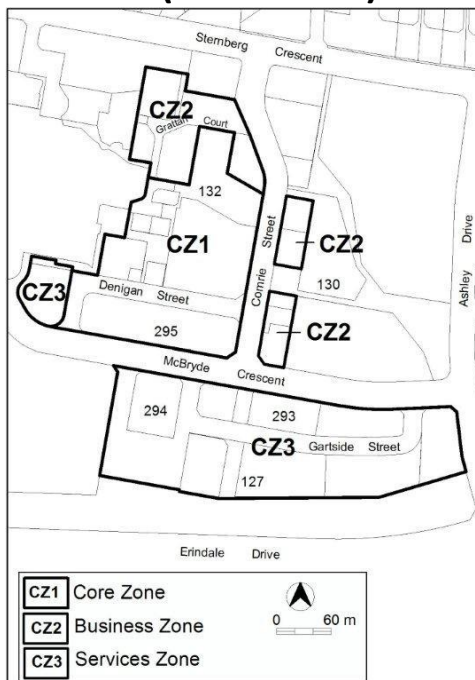 Sternberg
Crescent
CZ2
Grattan Court
132
CZ1
Comrie Street
CZ2
Ashley Drive
130
CZ3
Denigan Street
CZ2
295
McBryde Crescent
294
293
CZ3
Gartside Street
127
Erindale Drive
CZ1 Core Zone
CZ2 Business Zone
CZ3 Services Zone
0 60 m